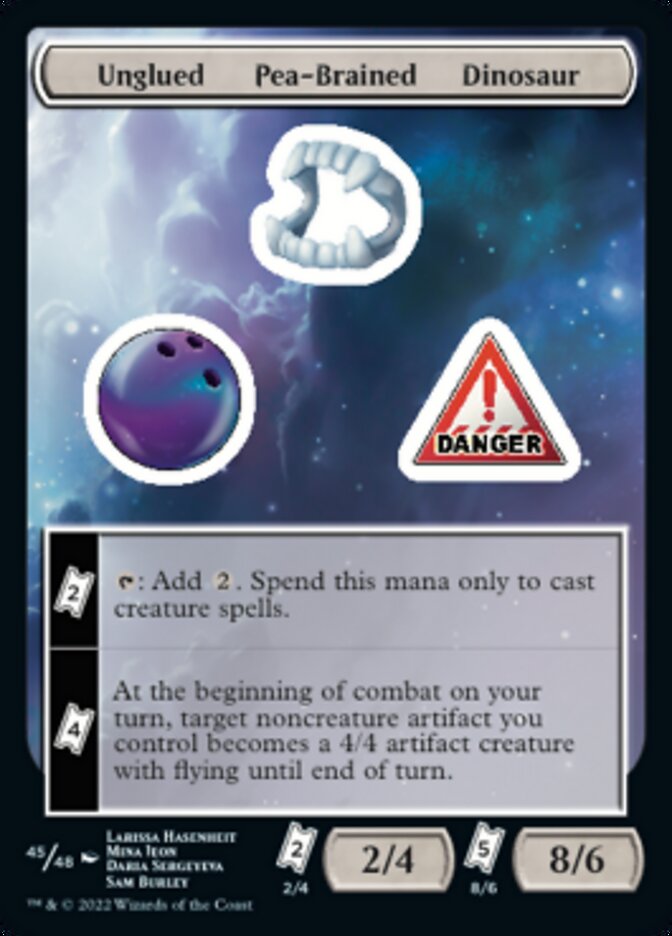 Unglued Pea-Brained Dinosaur
DANGER
2
: Add 2. Spend this mana only to cast
creature spells.
4
At the beginning of combat on your
turn, target noncreature artifact you
control becomes a 4/4 artifact creature
with flying until end of turn.
45/48
Larissa Hasenheit
Mina Jeon
Daria Sergeyeva
Sam Burley
2
2/4
2/4
5
8/6
8/6
™ & © 2022 Wizards of the Coast